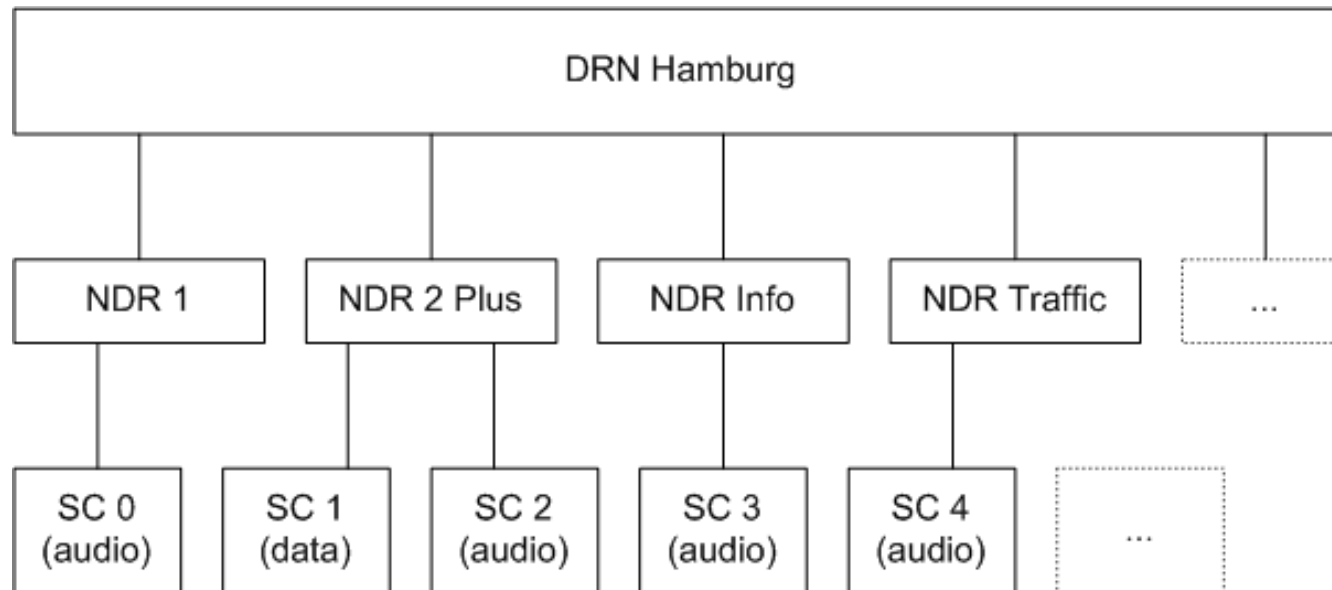 DRN Hamburg
NDR 1
NDR 2 Plus
NDR Info
NDR Traffic
...
SC 0
(audio)
SC 1
(data)
SC 2
(audio)
SC 3
(audio)
SC 4
(audio)
...